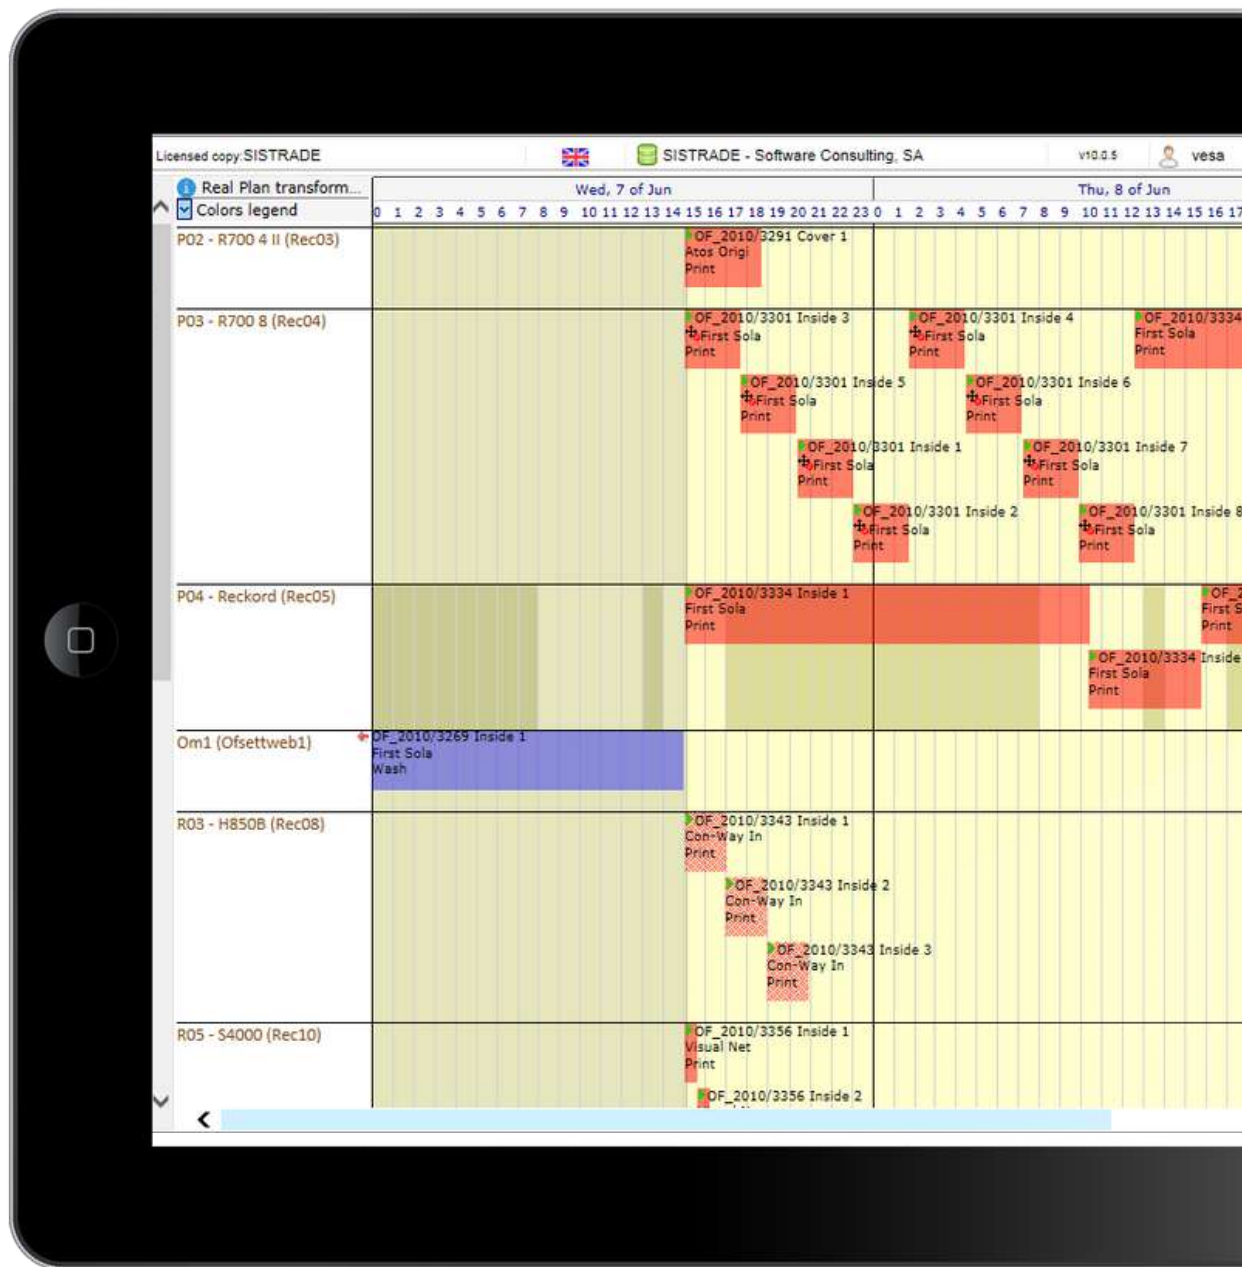 Licensed copy:SISTRADE
SISTRADE - Software Consulting, SA
v10.0.5
vesa
Real Plan transform...
Wed, 7 of Jun
Thu, 8 of Jun
Colors legend
0 1 2 3 4 5 6 7 8 9 10 11 12 13 14 15 16 17 18 19 20 21 22 23 0 1 2 3 4 5 6 7 8 9 10 11 12 13 14 15 16 17
P02 - R700 4 II (Rec03)
OF_2010/3291 Cover 1
Atos Origi
Print
P03 - R700 8 (Rec04)
OF_2010/3301 Inside 3
First Sola
Print
OF_2010/3301 Inside 4
First Sola
Print
OF_2010/3334
First Sola
Print
OF_2010/3301 Inside 5
First Sola
Print
OF_2010/3301 Inside 6
First Sola
Print
OF_2010/3301 Inside 1
First Sola
Print
OF_2010/3301 Inside 7
First Sola
Print
OF_2010/3301 Inside 2
First Sola
Print
OF_2010/3301 Inside 8
First Sola
Print
P04 - Reckord (Rec05)
OF_2010/3334 Inside 1
First Sola
Print
OF_2
First S
Print
OF_2010/3334 Inside
First Sola
Print
Om1 (Ofsettweb1)
OF_2010/3269 Inside 1
First Sola
Wash
R03 - H850B (Rec08)
OF_2010/3343 Inside 1
Con-Way In
Print
OF_2010/3343 Inside 2
Con-Way In
Print
OF_2010/3343 Inside 3
Con-Way In
Print
R05 - S4000 (Rec10)
OF_2010/3356 Inside 1
Visual Net
Print
OF_2010/3356 Inside 2